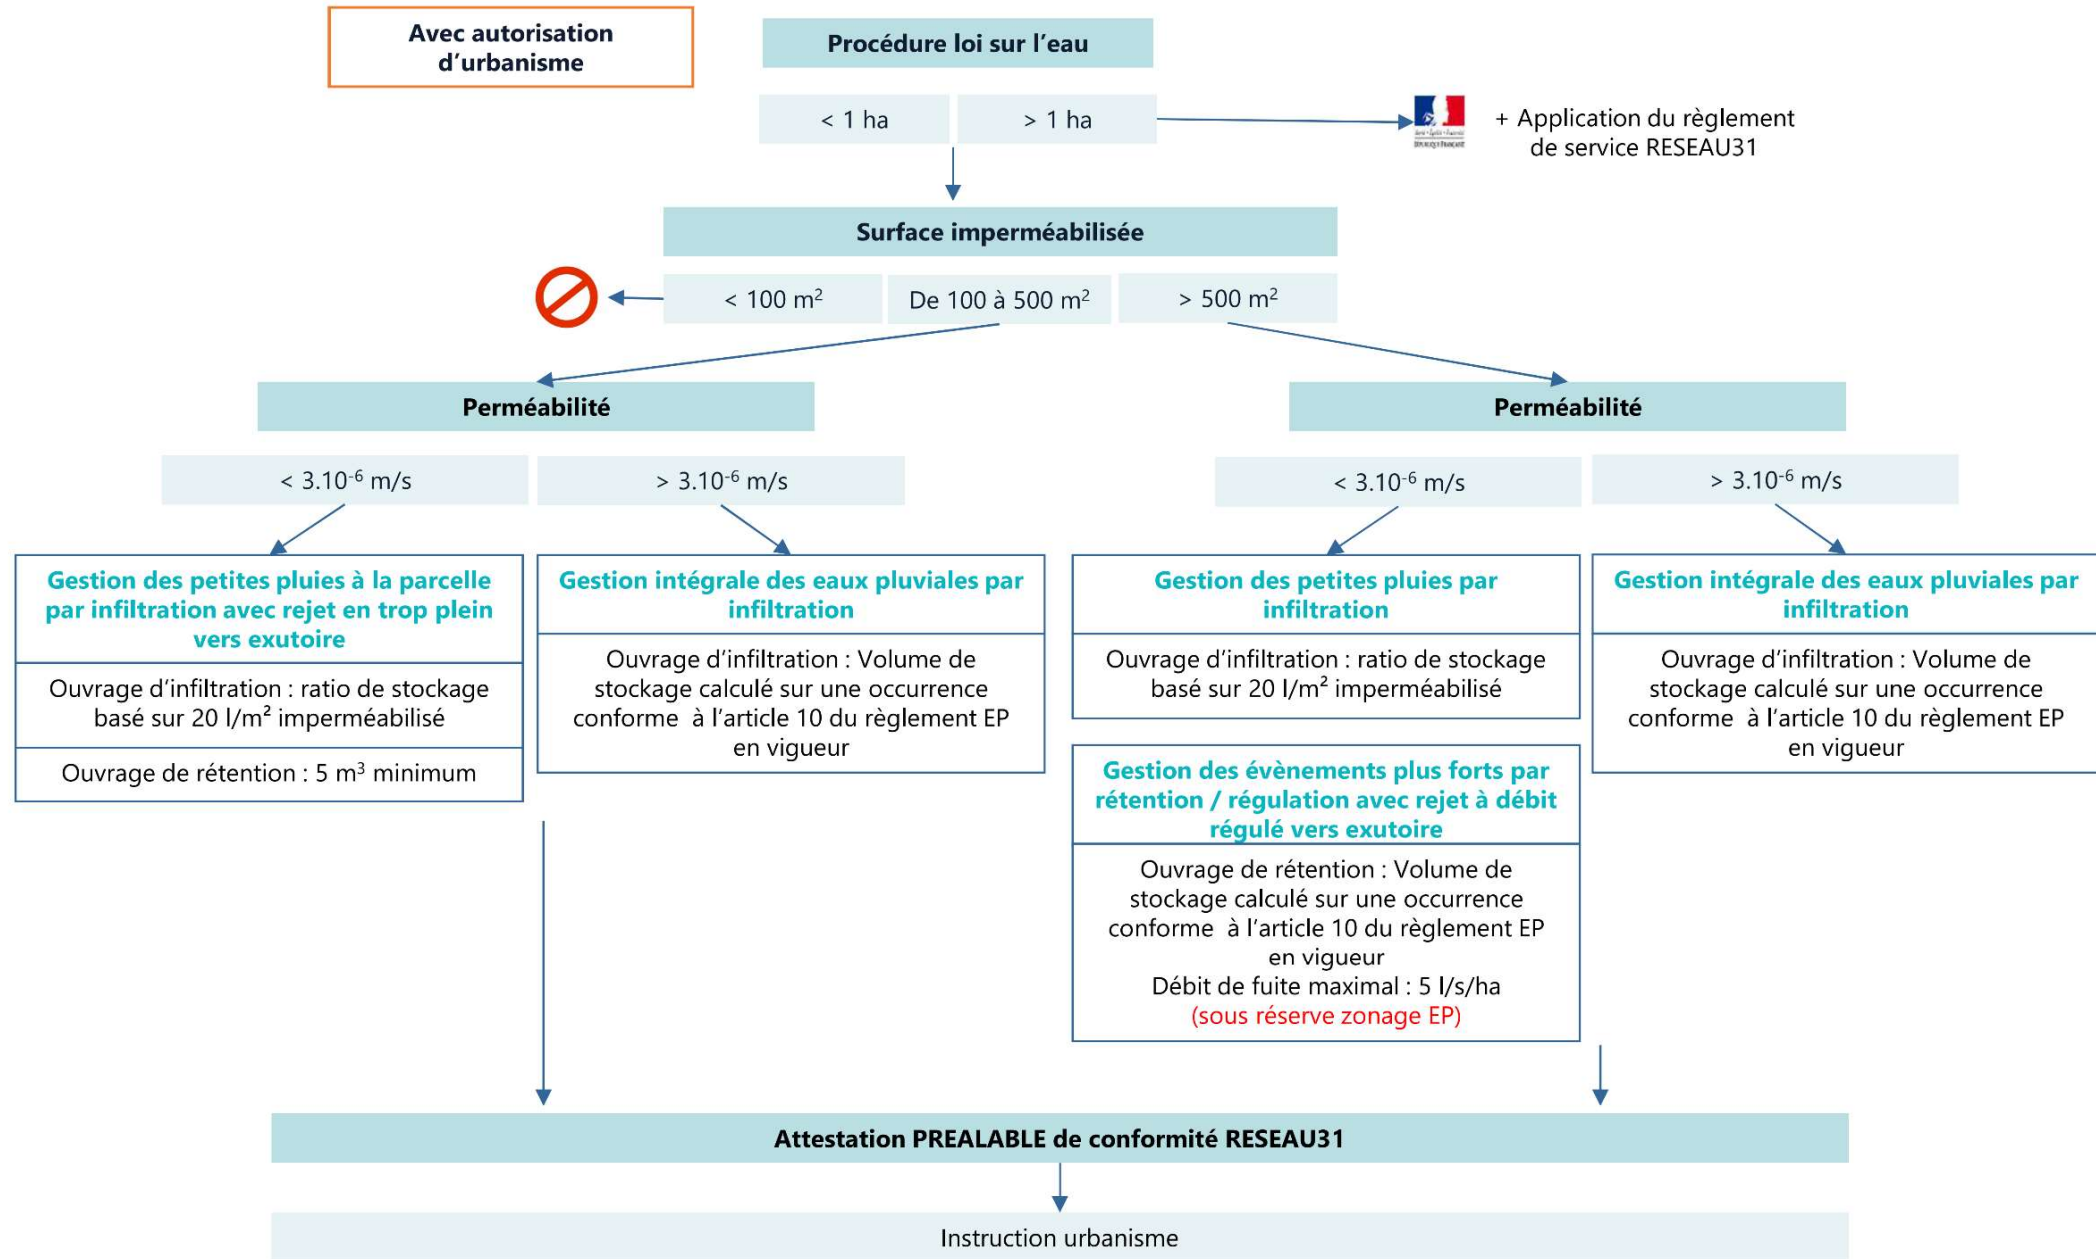 Avec autorisation
d'urbanisme
Procédure loi sur l'eau
< 1 ha
> 1 ha
+ Application du règlement
de service RESEAU31
Surface imperméabilisée
< 100 m²
De 100 à 500 m²
> 500 m²
Perméabilité
Perméabilité
< 3.10⁻⁶ m/s
> 3.10⁻⁶ m/s
< 3.10⁻⁶ m/s
> 3.10⁻⁶ m/s
Gestion des petites pluies à la parcelle
par infiltration avec rejet en trop plein
vers exutoire
Ouvrage d'infiltration : ratio de stockage
basé sur 20 l/m² imperméabilisé
Ouvrage de rétention : 5 m³ minimum
Gestion intégrale des eaux pluviales par
infiltration
Ouvrage d'infiltration : Volume de
stockage calculé sur une occurrence
conforme à l'article 10 du règlement EP
en vigueur
Gestion des petites pluies par
infiltration
Ouvrage d'infiltration : ratio de stockage
basé sur 20 l/m² imperméabilisé
Gestion des évènements plus forts par
rétention / régulation avec rejet à débit
régulé vers exutoire
Ouvrage de rétention : Volume de
stockage calculé sur une occurrence
conforme à l'article 10 du règlement EP
en vigueur
Débit de fuite maximal : 5 l/s/ha
(sous réserve zonage EP)
Gestion intégrale des eaux pluviales par
infiltration
Ouvrage d'infiltration : Volume de
stockage calculé sur une occurrence
conforme à l'article 10 du règlement EP
en vigueur
Attestation PREALABLE de conformité RESEAU31
Instruction urbanisme